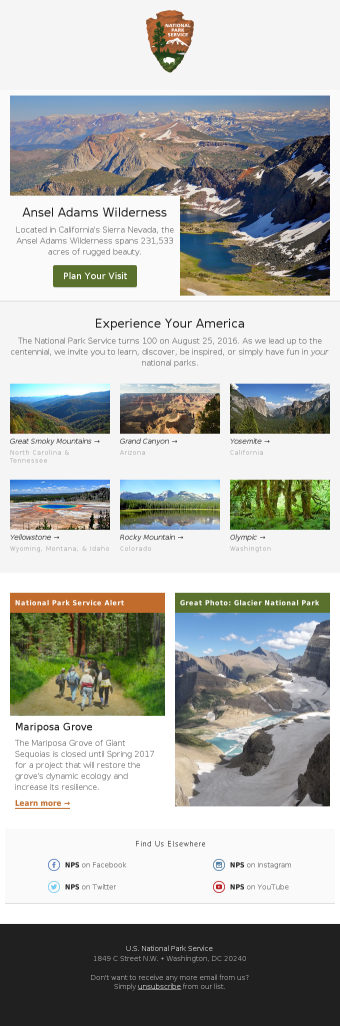 NATIONAL
PARK
SERVICE
Ansel Adams Wilderness
Located in California's Sierra Nevada, the
Ansel Adams Wilderness spans 231,533
acres of rugged beauty.
Plan Your Visit
Experience Your America
The National Park Service turns 100 on August 25, 2016. As we lead up to the
centennial, we invite you to learn, discover, be inspired, or simply have fun in your
national parks.
Great Smoky Mountains →
North Carolina &
Tennessee
Grand Canyon →
Arizona
Yosemite →
California
Yellowstone →
Wyoming, Montana, & Idaho
Rocky Mountain →
Colorado
Olympic →
Washington
National Park Service Alert
Mariposa Grove
The Mariposa Grove of Giant
Sequoias is closed until Spring 2017
for a project that will restore the
grove's dynamic ecology and
increase its resilience.
Learn more →
Great Photo: Glacier National Park
Find Us Elsewhere
NPS on Facebook
NPS on Instagram
NPS on Twitter
NPS on YouTube
U.S. National Park Service
1849 C Street N.W. • Washington, DC 20240
Don't want to receive any more email from us?
Simply unsubscribe from our list.